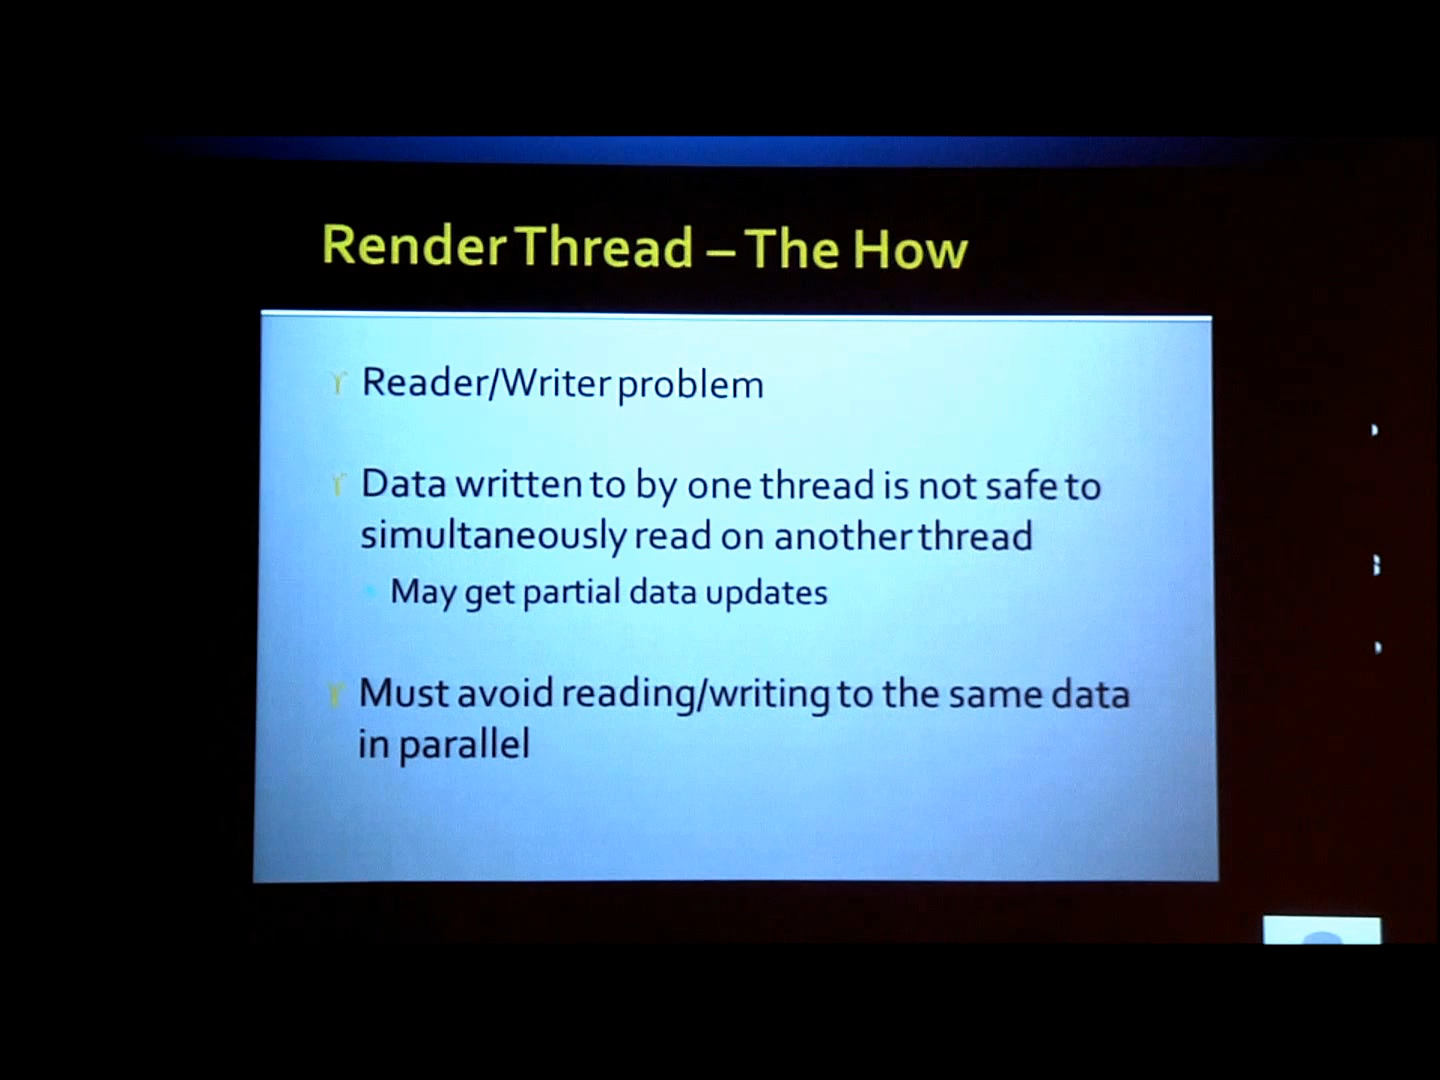 Render Thread – The How
Reader/Writer problem
Data written to by one thread is not safe to
simultaneously read on another thread
May get partial data updates
Must avoid reading/writing to the same data
in parallel